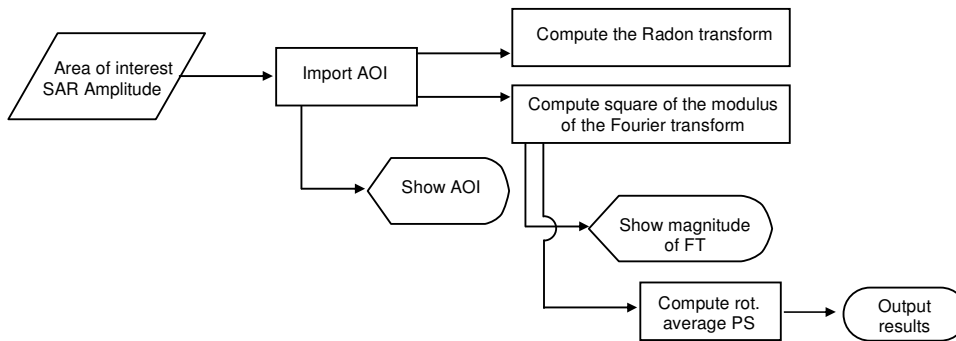 Area of interest
SAR Amplitude
Import AOI
Compute the Radon transform
Compute square of the modulus
of the Fourier transform
Show AOI
Show magnitude
of FT
Compute rot.
average PS
Output
results